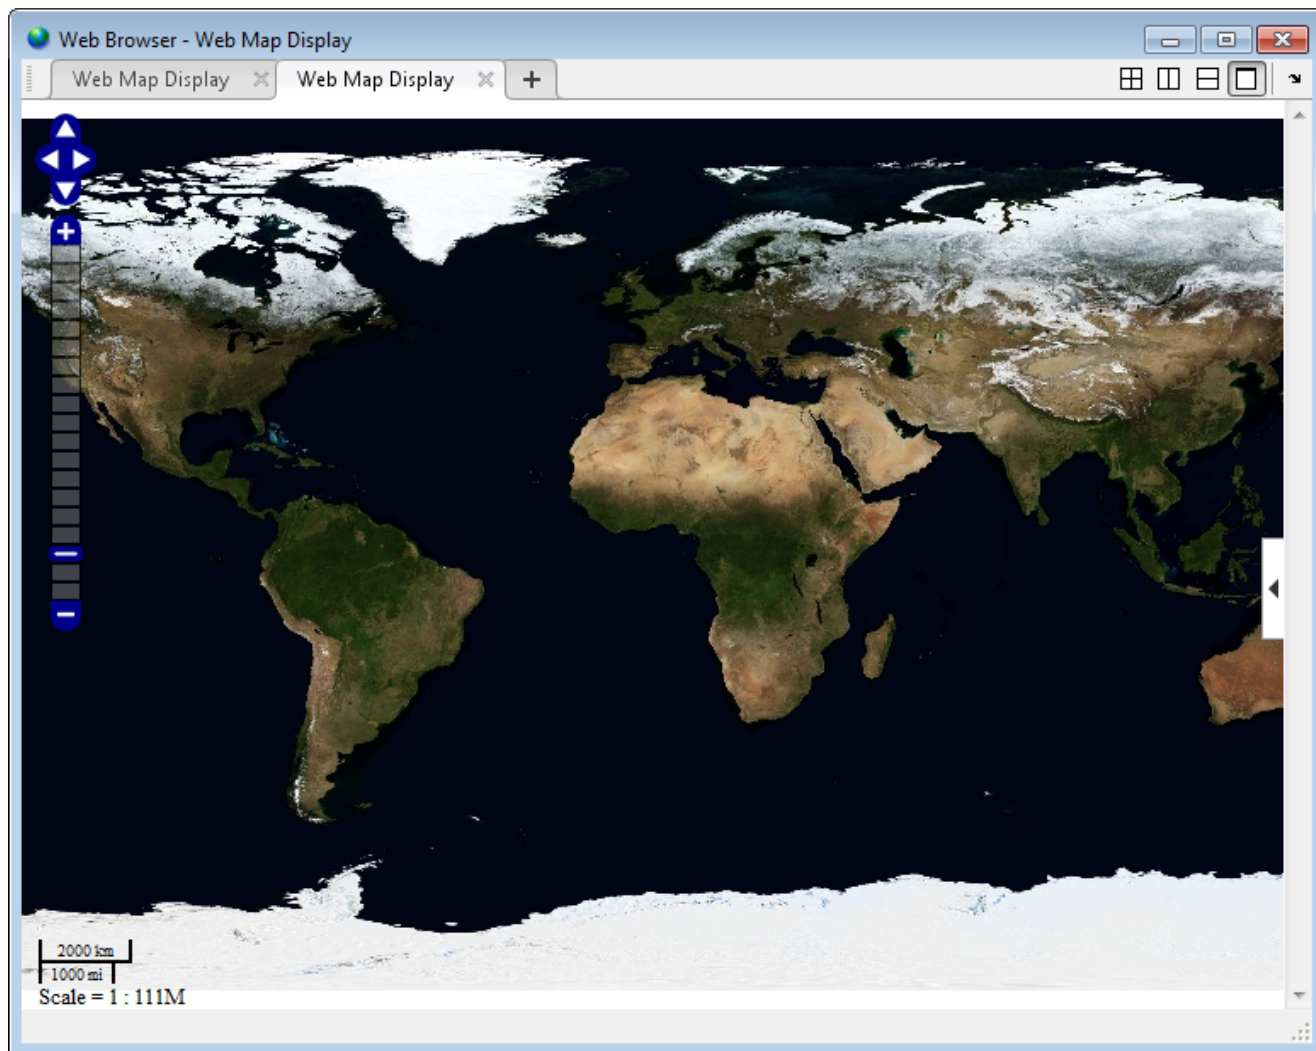 Web Browser - Web Map Display
Web Map Display
Web Map Display
2000 km
1000 mi
Scale = 1 : 111M